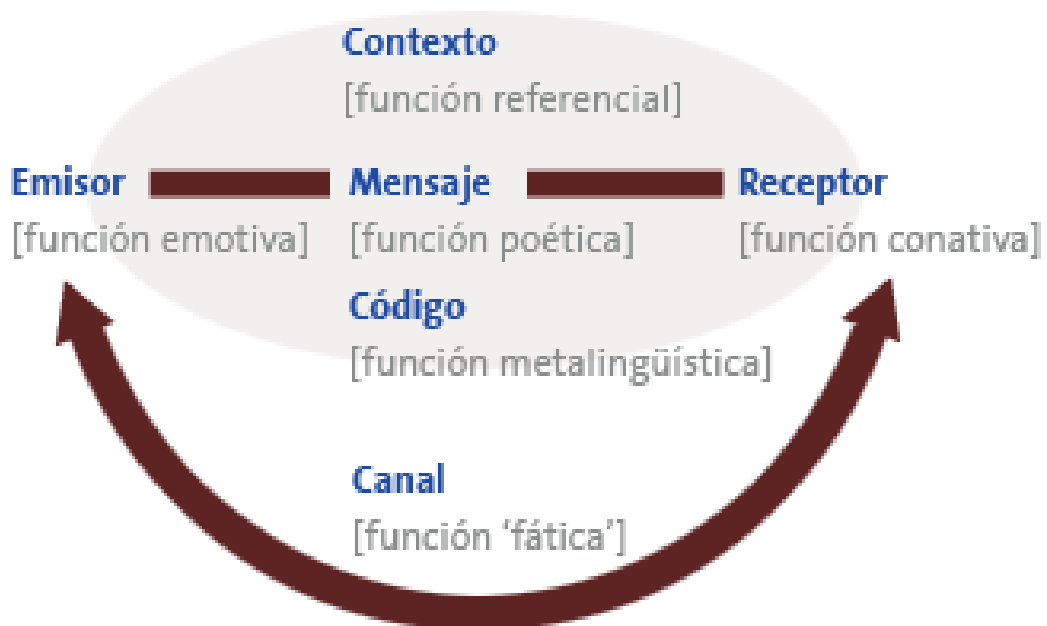 Contexto
[función referencial]
Emisor Mensaje Receptor
[función emotiva] [función poética] [función conativa]
Código
[función metalingüística]
Canal
[función ‘fática’]